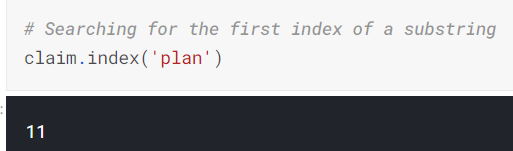 # Searching for the first index of a substring
claim.index('plan')
:
11